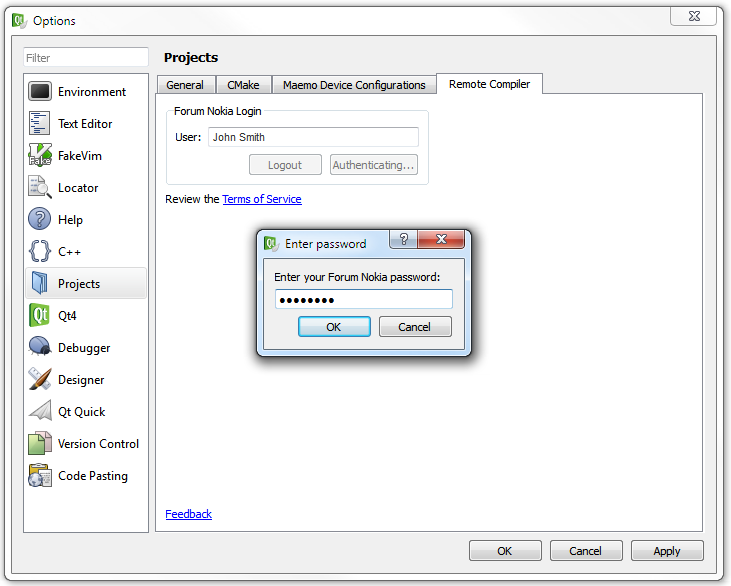 Options
Filter
Environment
Text Editor
FakeVim
Locator
Help
C++
Projects
Qt4
Debugger
Designer
Qt Quick
Version Control
Code Pasting
Projects
General CMake Maemo Device Configurations Remote Compiler
Forum Nokia Login
User: John Smith
Logout Authenticating...
Review the Terms of Service
Enter password
Enter your Forum Nokia password:
OK Cancel
Feedback
OK Cancel Apply